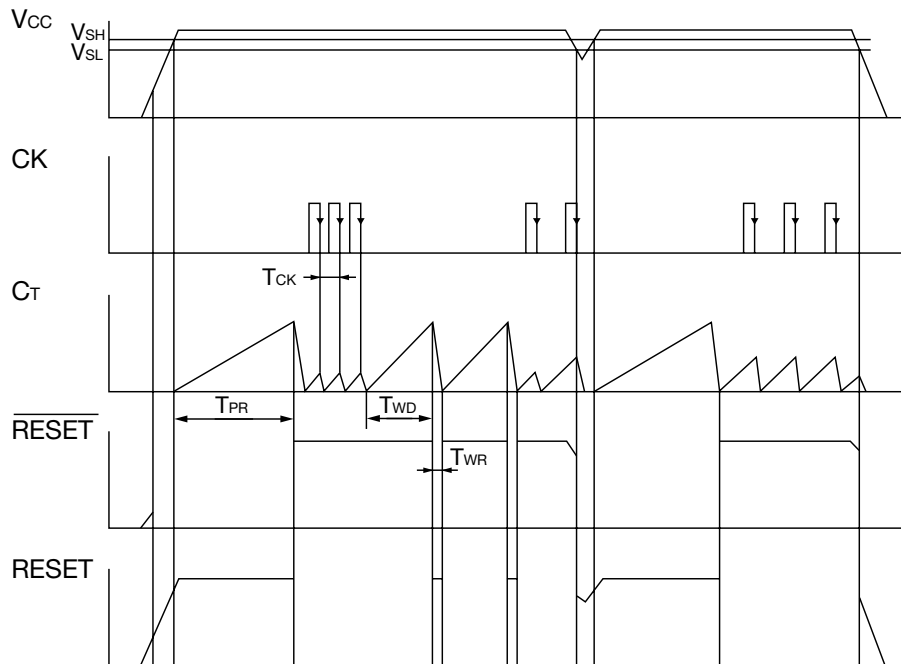 VCC
VSH
VSL
CK
TCK
CT
TPR
TWD
RESET
TWR
RESET